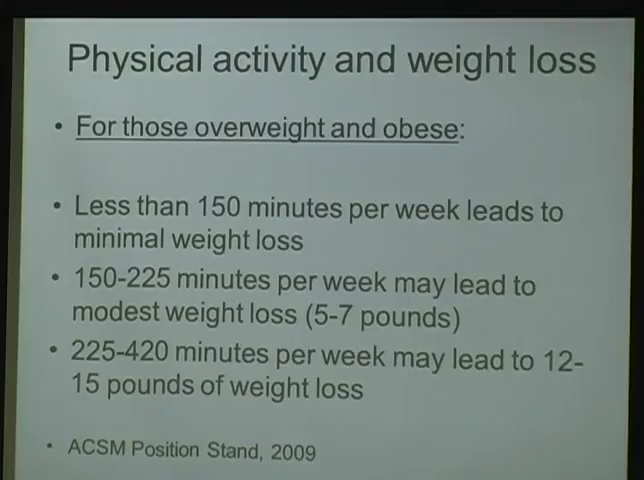 Physical activity and weight loss
• For those overweight and obese:
• Less than 150 minutes per week leads to
minimal weight loss
• 150-225 minutes per week may lead to
modest weight loss (5-7 pounds)
• 225-420 minutes per week may lead to 12-
15 pounds of weight loss
• ACSM Position Stand, 2009